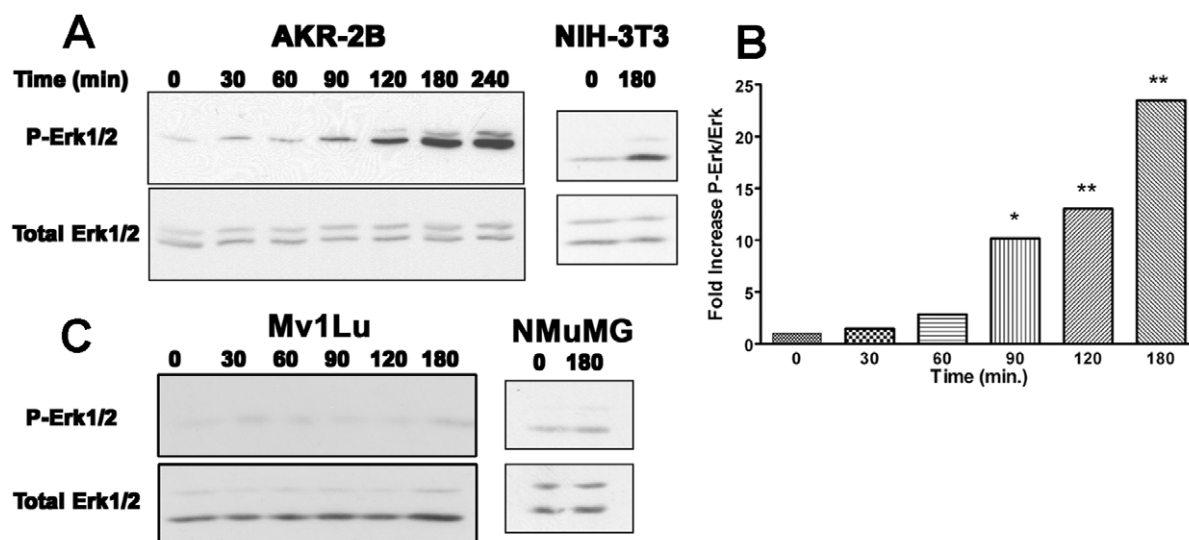 A
AKR-2B
NIH-3T3
Time (min)
0 30 60 90 120 180 240
0 180
P-Erk1/2
Total Erk1/2
B
Fold Increase P-Erk/Erk
25
20
15
10
5
0
*
**
**
0 30 60 90 120 180
Time (min.)
C
Mv1Lu
NMuMG
0 30 60 90 120 180
0 180
P-Erk1/2
Total Erk1/2